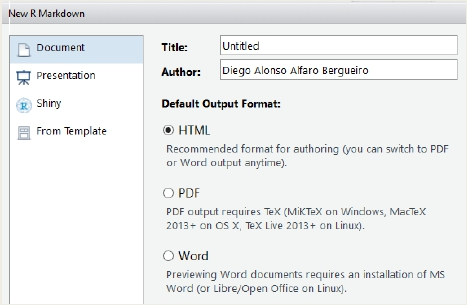 New R Markdown
Document
Presentation
Shiny
From Template
Title: Untitled
Author: Diego Alonso Alfaro Bergueiro
Default Output Format:
HTML
Recommended format for authoring (you can switch to PDF
or Word output anytime).
PDF
PDF output requires TeX (MiKTeX on Windows, MacTeX
2013+ on OS X, TeX Live 2013+ on Linux).
Word
Previewing Word documents requires an installation of MS
Word (or Libre/Open Office on Linux).